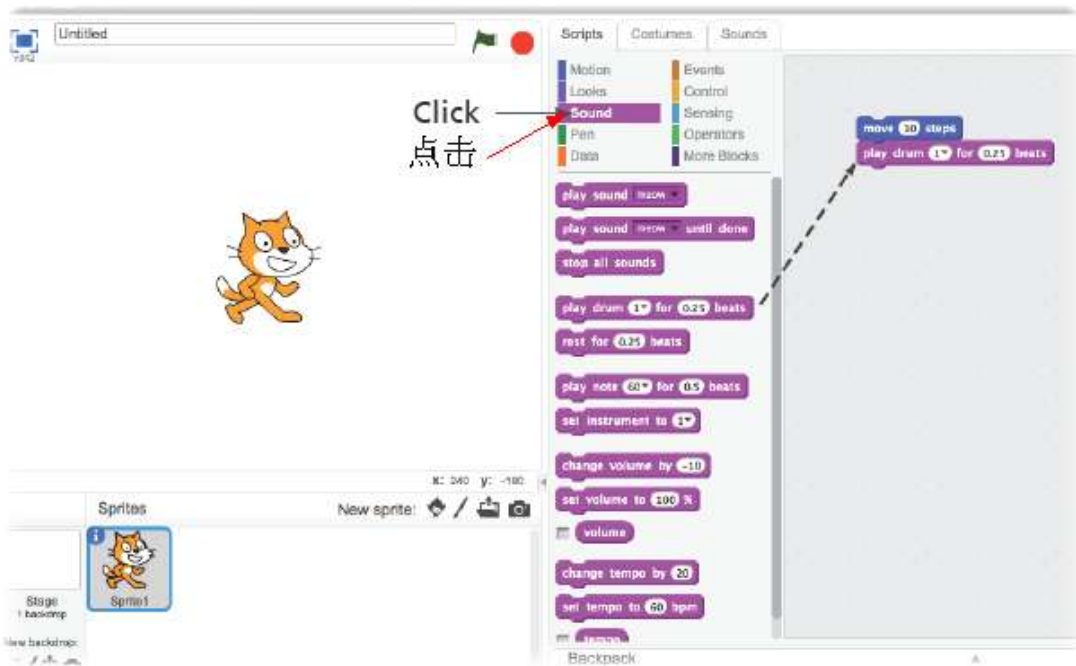 Untitled
v442
Scripts Costumes Sounds
Motion Events
Looks Control
Sound Sensing
Pen Operators
Data More Blocks
Click
点击
move 10 steps
play drum 1 for 0.25 beats
play sound meow
play sound meow until done
stop all sounds
play drum 1 for 0.25 beats
rest for 0.25 beats
play note 60 for 0.5 beats
set instrument to 1
change volume by -10
set volume to 100 %
volume
change tempo by 20
set tempo to 60 bpm
tempo
X: 240 y: -180
Sprites New sprite:
Sprite1
Stage
1 backdrop
New backdrop:
Backpack